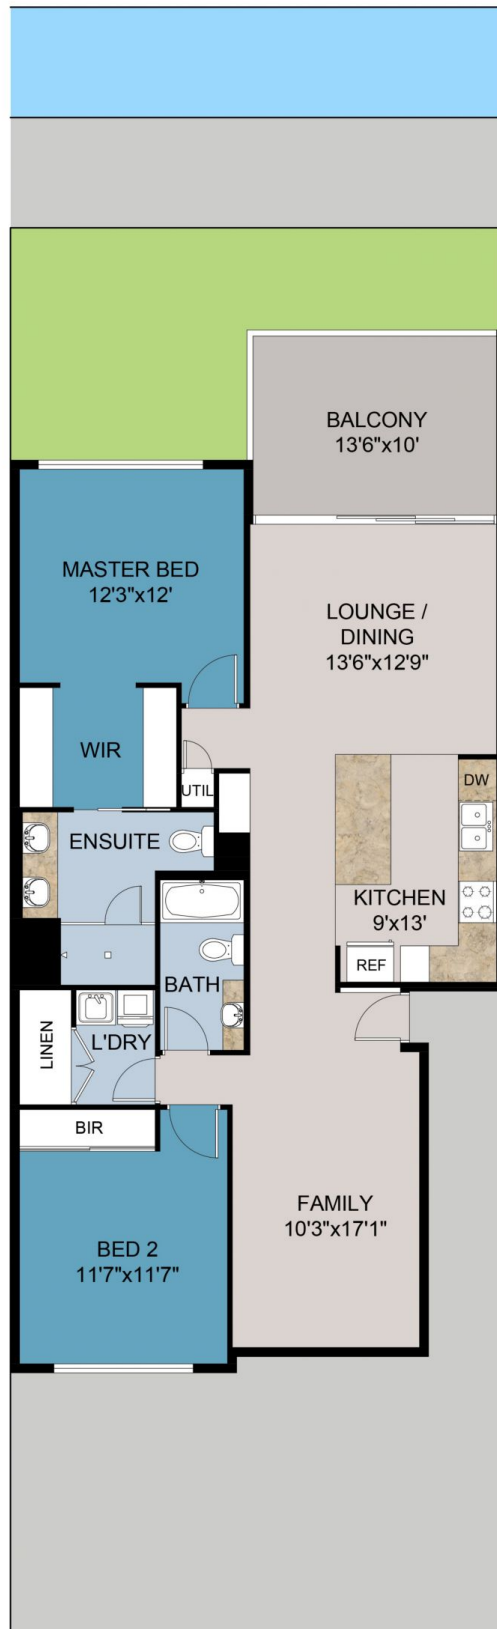 BALCONY
13'6"x10'
MASTER BED
12'3"x12'
LOUNGE /
DINING
13'6"x12'9"
WIR
UTIL
DW
ENSUITE
KITCHEN
9'x13'
REF
BATH
LINEN
L'DRY
BIR
FAMILY
10'3"x17'1"
BED 2
11'7"x11'7"